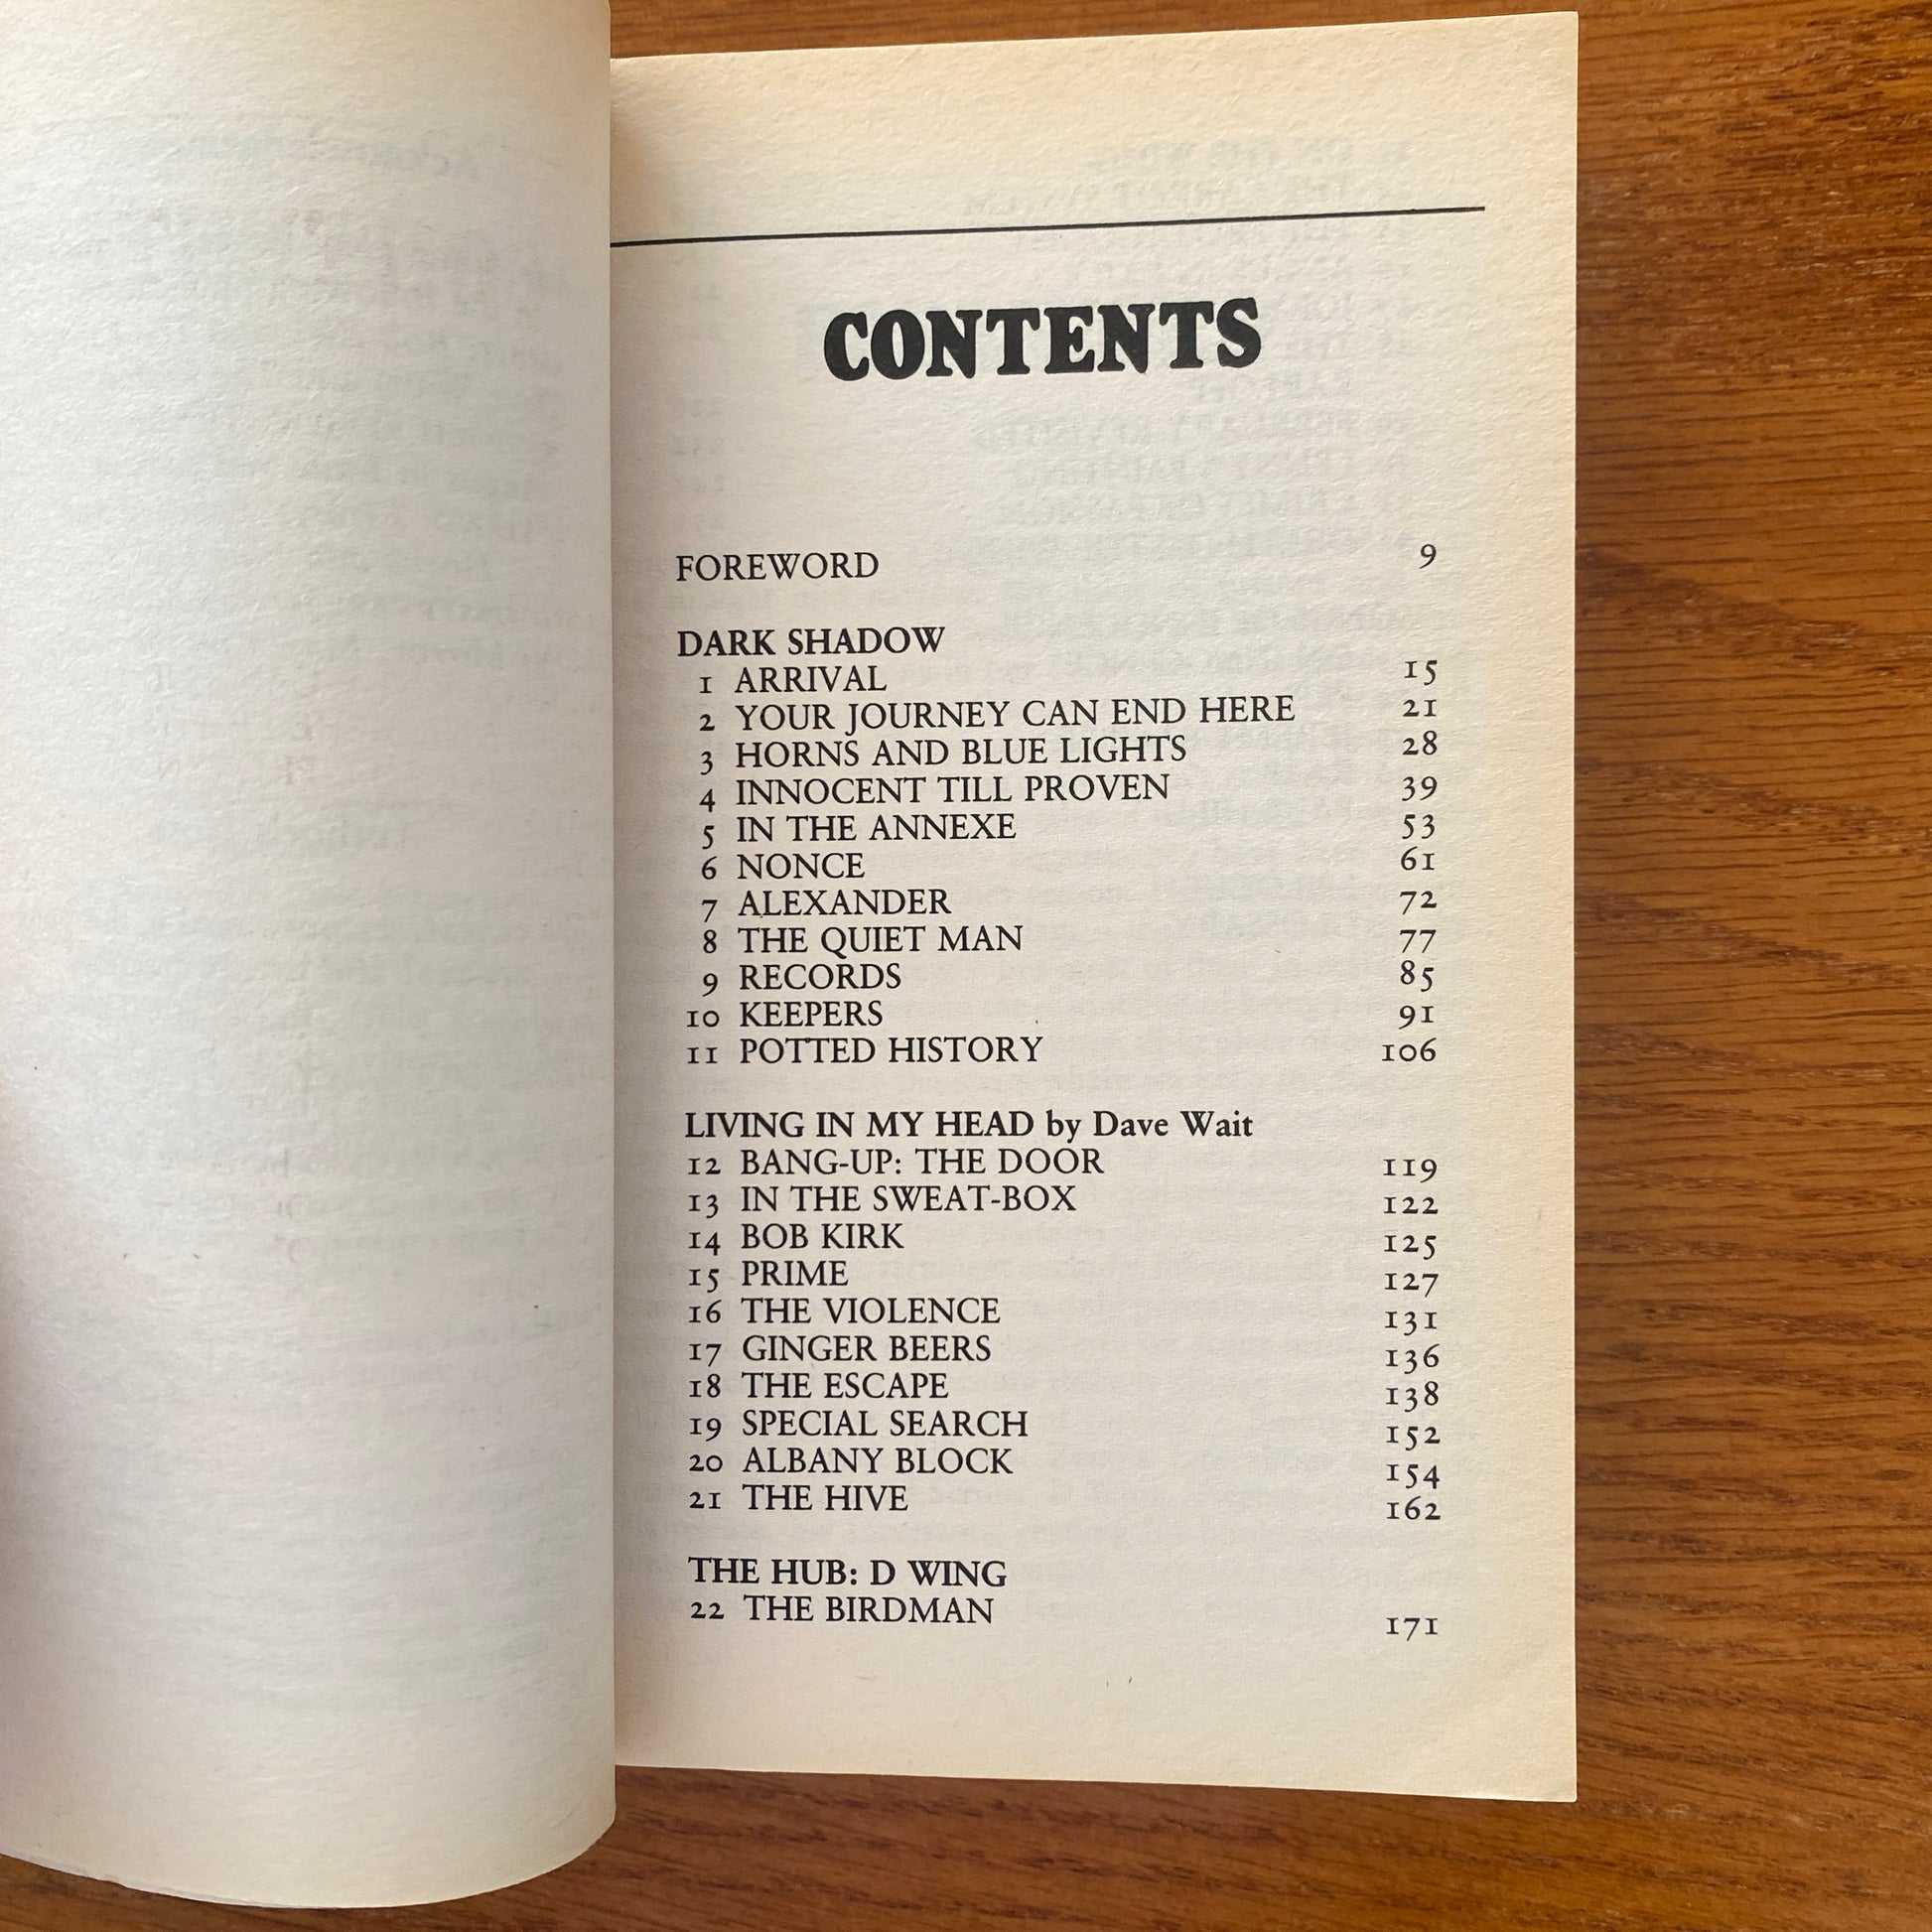 CONTENTS
FOREWORD 9
DARK SHADOW
1 ARRIVAL 15
2 YOUR JOURNEY CAN END HERE 21
3 HORNS AND BLUE LIGHTS 28
4 INNOCENT TILL PROVEN 39
5 IN THE ANNEXE 53
6 NONCE 61
7 ALEXANDER 72
8 THE QUIET MAN 77
9 RECORDS 85
10 KEEPERS 91
11 POTTED HISTORY 106
LIVING IN MY HEAD by Dave Wait
12 BANG-UP: THE DOOR 119
13 IN THE SWEAT-BOX 122
14 BOB KIRK 125
15 PRIME 127
16 THE VIOLENCE 131
17 GINGER BEERS 136
18 THE ESCAPE 138
19 SPECIAL SEARCH 152
20 ALBANY BLOCK 154
21 THE HIVE 162
THE HUB: D WING
22 THE BIRDMAN 171